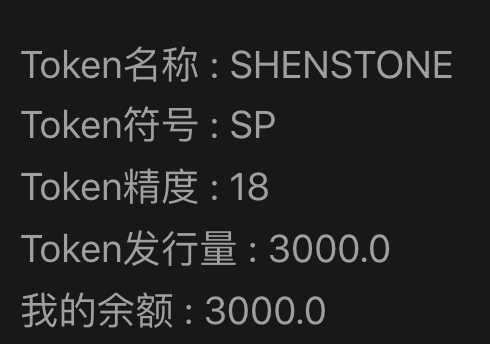 Token名称 : SHENSTONE
Token符号 : SP
Token精度 : 18
Token发行量 : 3000.0
我的余额 : 3000.0